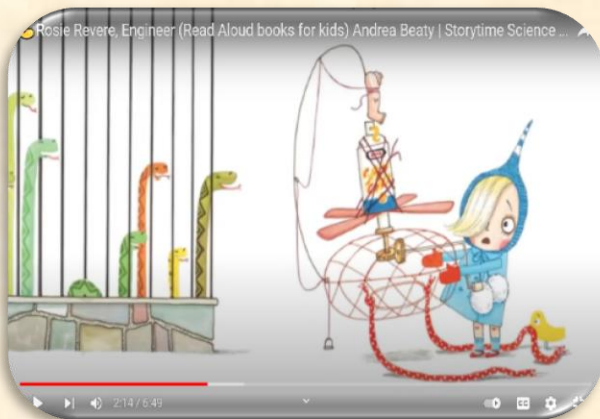 Rosie Revere, Engineer (Read Aloud books for kids) Andrea Beaty | Storytime Science ...
2:14 / 6:49